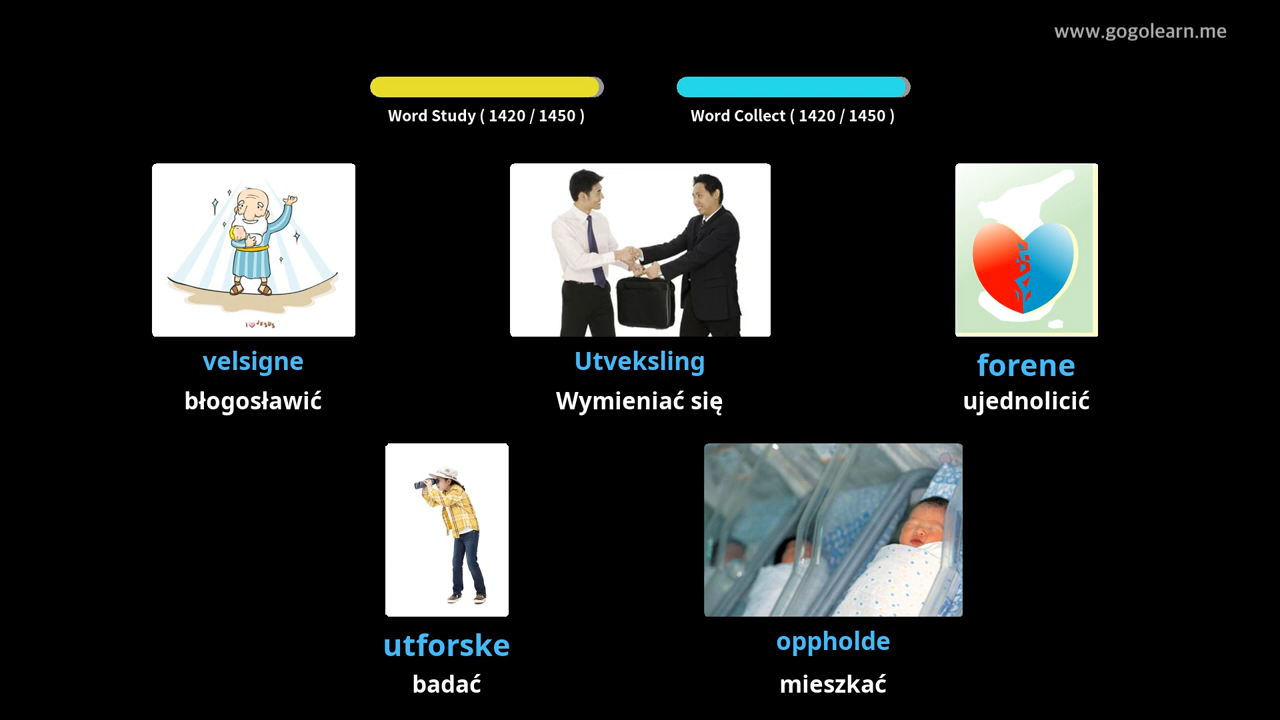 www.gogolearn.me
Word Study ( 1420 / 1450 )
Word Collect ( 1420 / 1450 )
I ♥ JESUS
velsigne
błogosławić
Utveksling
Wymieniać się
forene
ujednolicić
utforske
badać
oppholde
mieszkać